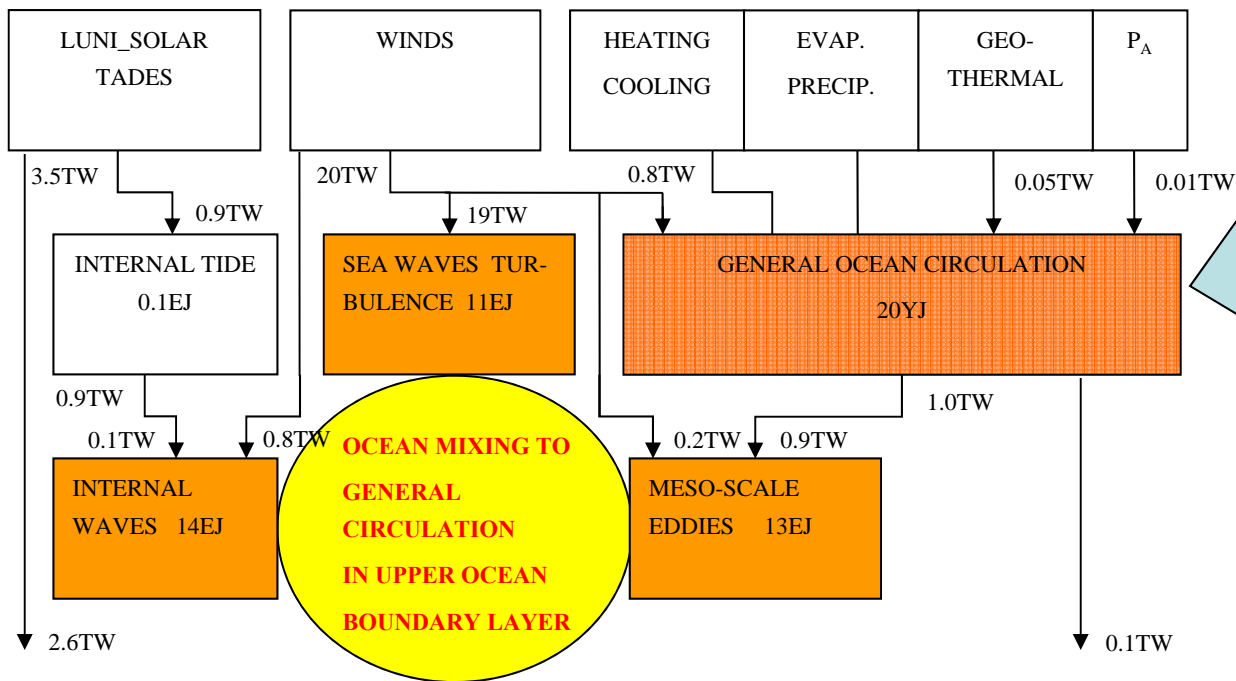 LUNI_SOLAR
TADES
WINDS
HEATING
COOLING
EVAP.
PRECIP.
GEO-
THERMAL
PA
3.5TW
20TW
0.8TW
0.05TW
0.01TW
0.9TW
19TW
INTERNAL TIDE
0.1EJ
SEA WAVES TUR-
BULENCE 11EJ
GENERAL OCEAN CIRCULATION
20YJ
0.9TW
1.0TW
0.1TW
0.8TW
0.2TW
0.9TW
INTERNAL
WAVES 14EJ
OCEAN MIXING TO
GENERAL
CIRCULATION
IN UPPER OCEAN
BOUNDARY LAYER
MESO-SCALE
EDDIES 13EJ
2.6TW
0.1TW